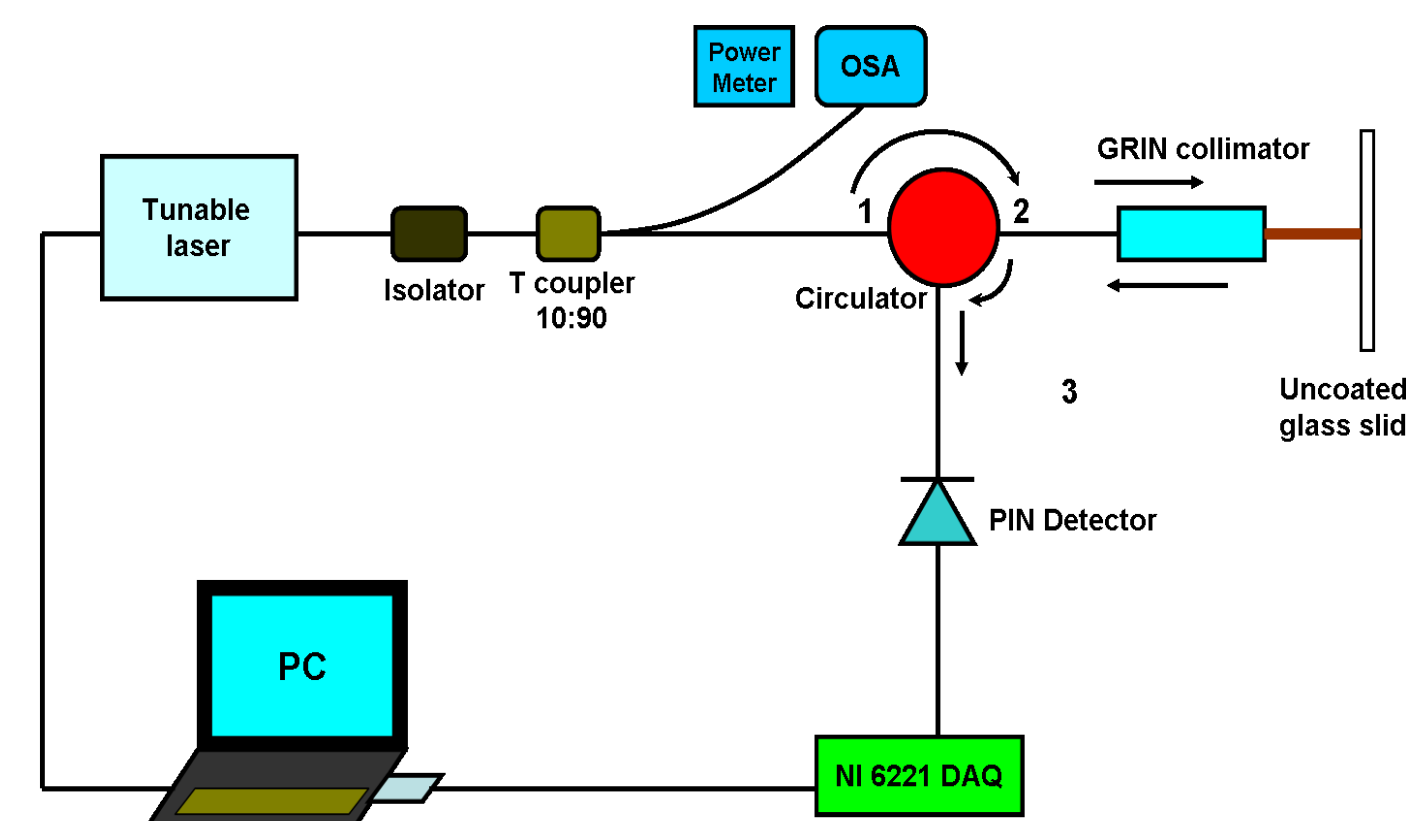 Power
Meter
OSA
GRIN collimator
Tunable
laser
1
2
Isolator
T coupler
10:90
Circulator
3
Uncoated
glass slid
PIN Detector
PC
NI 6221 DAQ